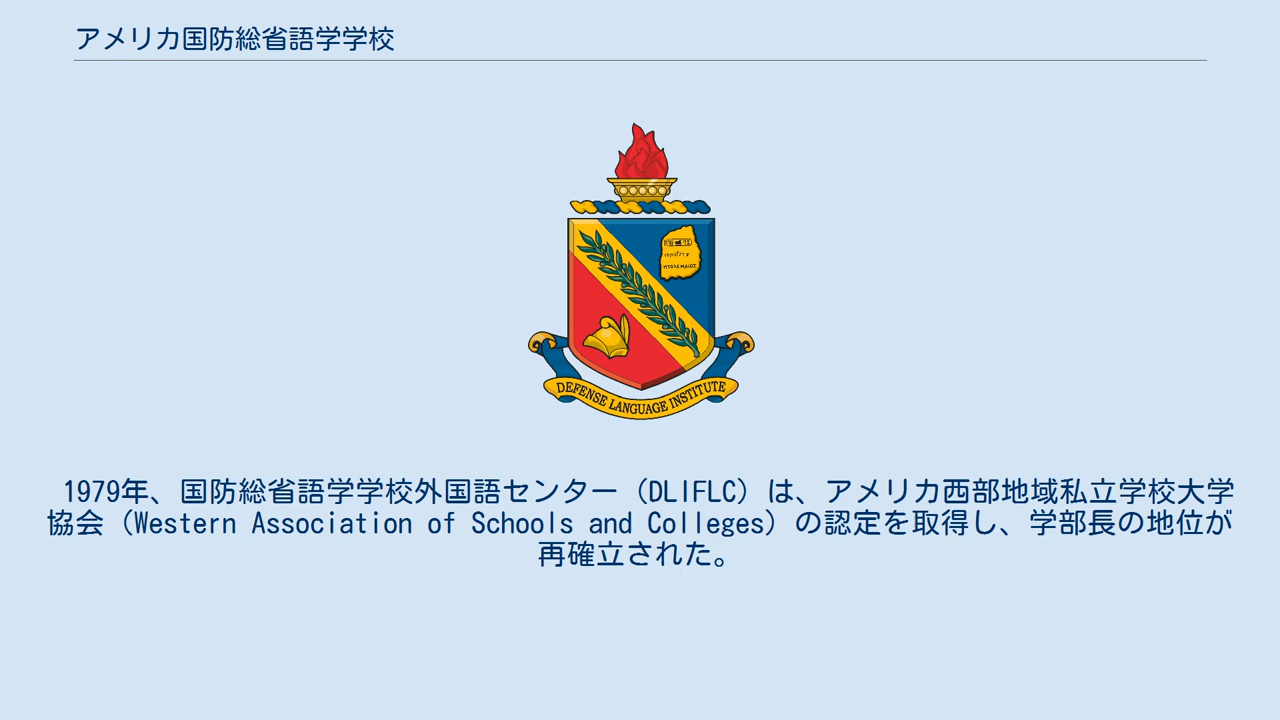 アメリカ国防総省語学学校
DEFENSE LANGUAGE INSTITUTE
1979年、国防総省語学学校外国語センター（DLIFLC）は、アメリカ西部地域私立学校大学
協会（Western Association of Schools and Colleges）の認定を取得し、学部長の地位が
再確立された。